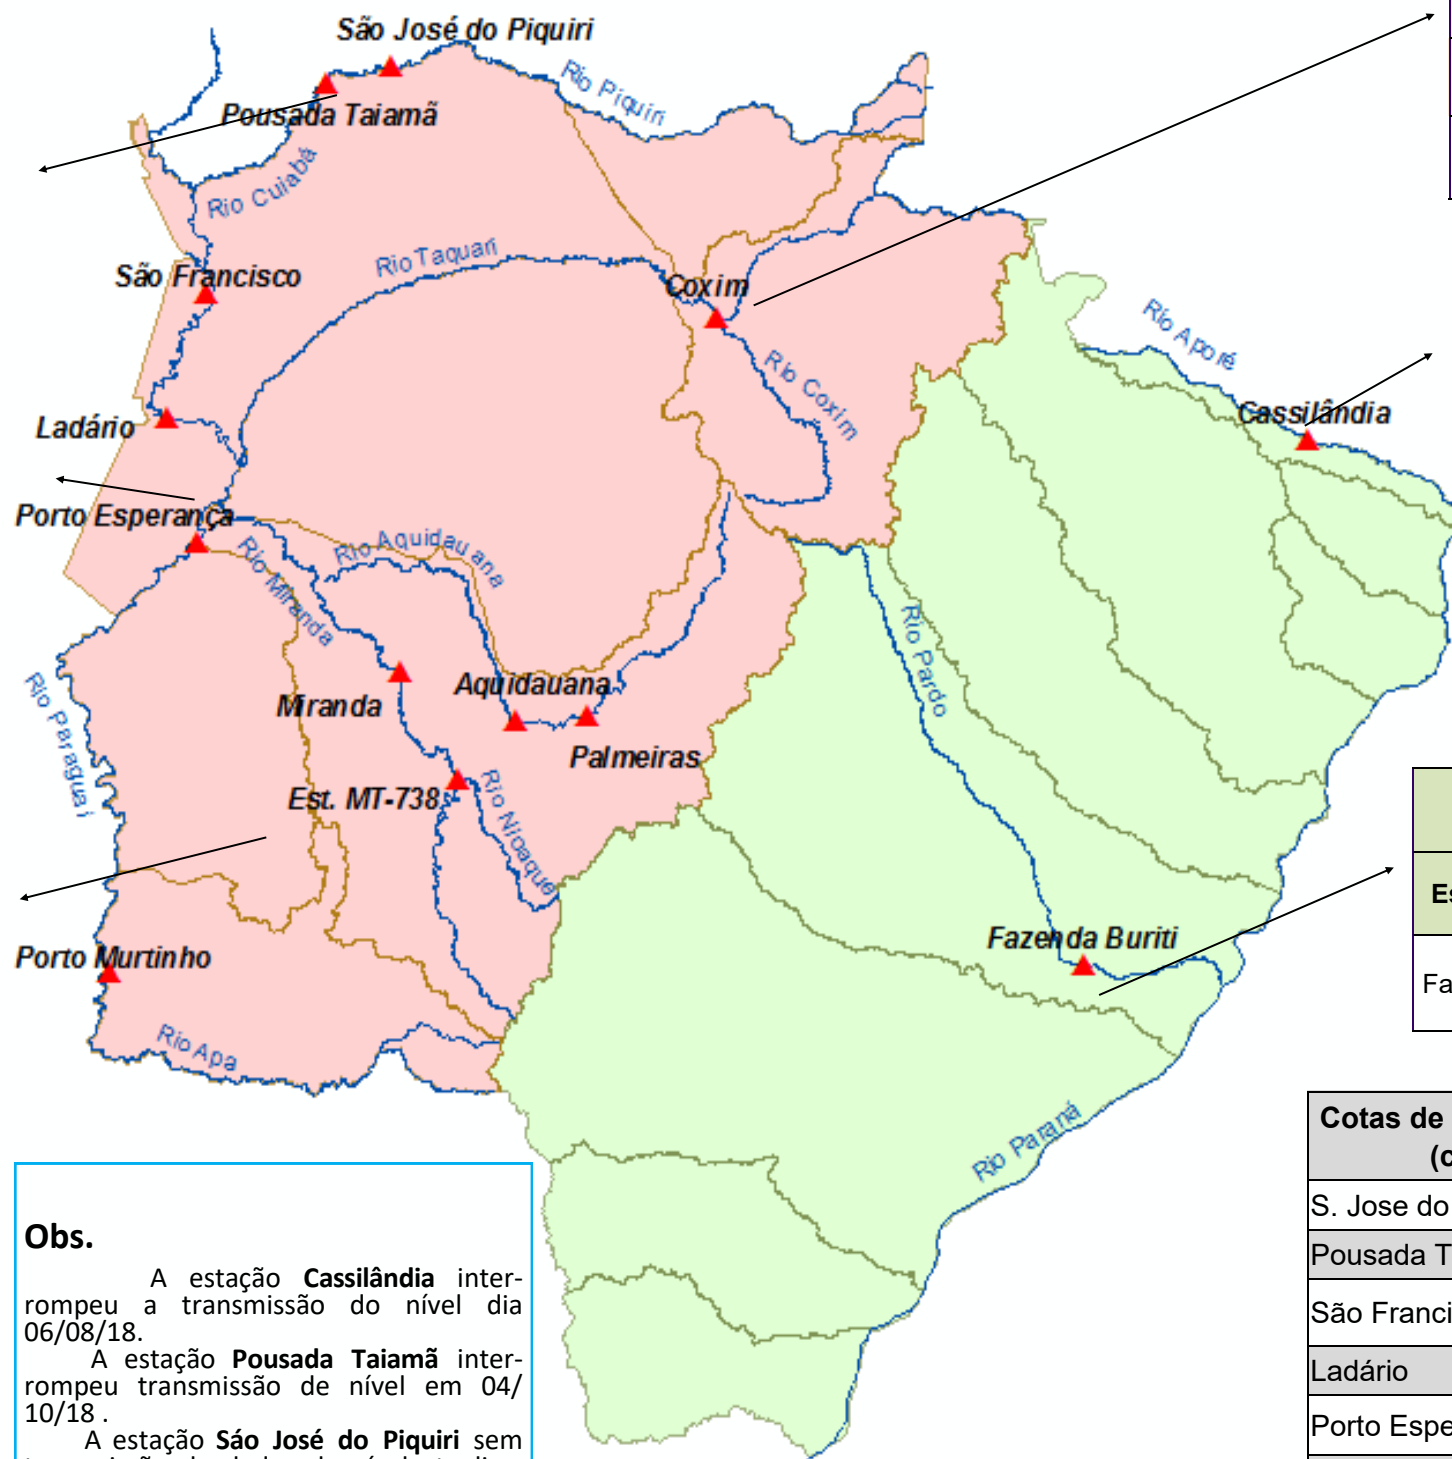 São José do Piquiri
Rio Piquiri
Pousada Taiamã
Rio Cuiabá
São Francisco
Rio Taquari
Coxim
Rio Aporé
Rio Coxim
Cassilândia
Ladário
Porto Esperança
Rio Aquidauana
Rio Miranda
Rio Pardo
Rio Paraguai
Aquidauana
Miranda
Palmeiras
Est. MT-738
Rio Nioaque
Es
Fazenda Buriti
Porto Murtinho
Fa
Rio Apa
Rio Paraná
Cotas de
(c
S. Jose do
Pousada T
São Franci
Ladário
Porto Espe
Obs.
A estação Cassilândia inter-
rompeu a transmissão do nível dia
06/08/18.
A estação Pousada Taiamã inter-
rompeu transmissão de nível em 04/
10/18 .
A estação Sáo José do Piquiri sem